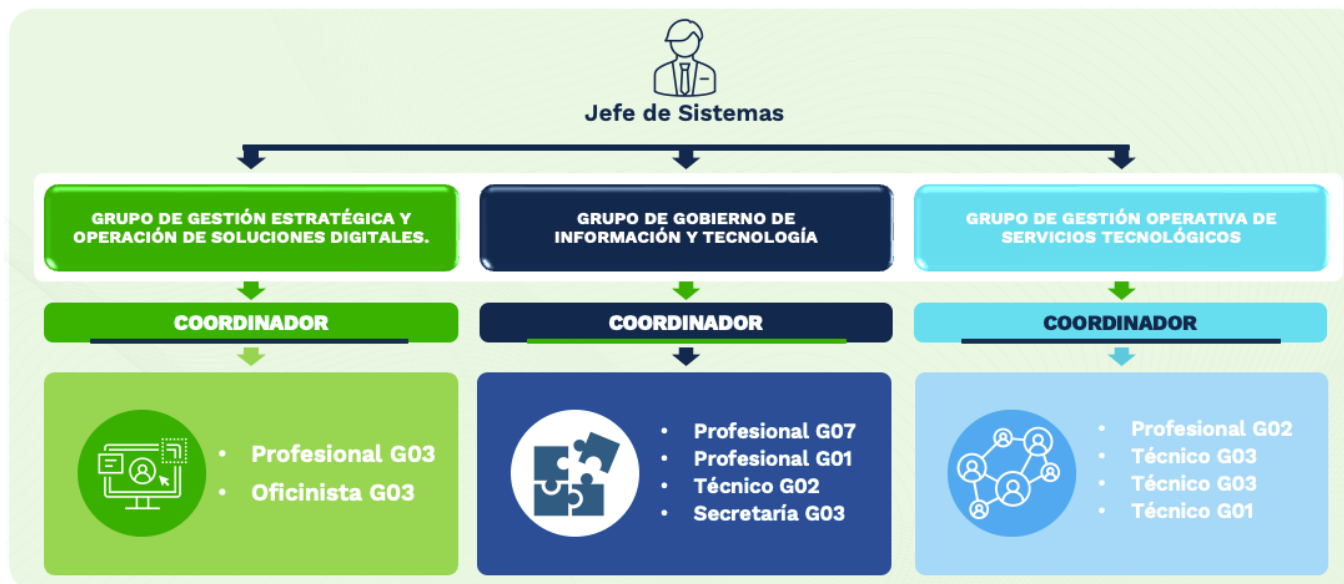 Jefe de Sistemas
GRUPO DE GESTIÓN ESTRATÉGICA Y
OPERACIÓN DE SOLUCIONES DIGITALES.
COORDINADOR
• Profesional G03
• Oficinista G03
GRUPO DE GOBIERNO DE
INFORMACIÓN Y TECNOLOGÍA
COORDINADOR
• Profesional G07
• Profesional G01
• Técnico G02
• Secretaría G03
GRUPO DE GESTIÓN OPERATIVA DE
SERVICIOS TECNOLÓGICOS
COORDINADOR
• Profesional G02
• Técnico G03
• Técnico G03
• Técnico G01